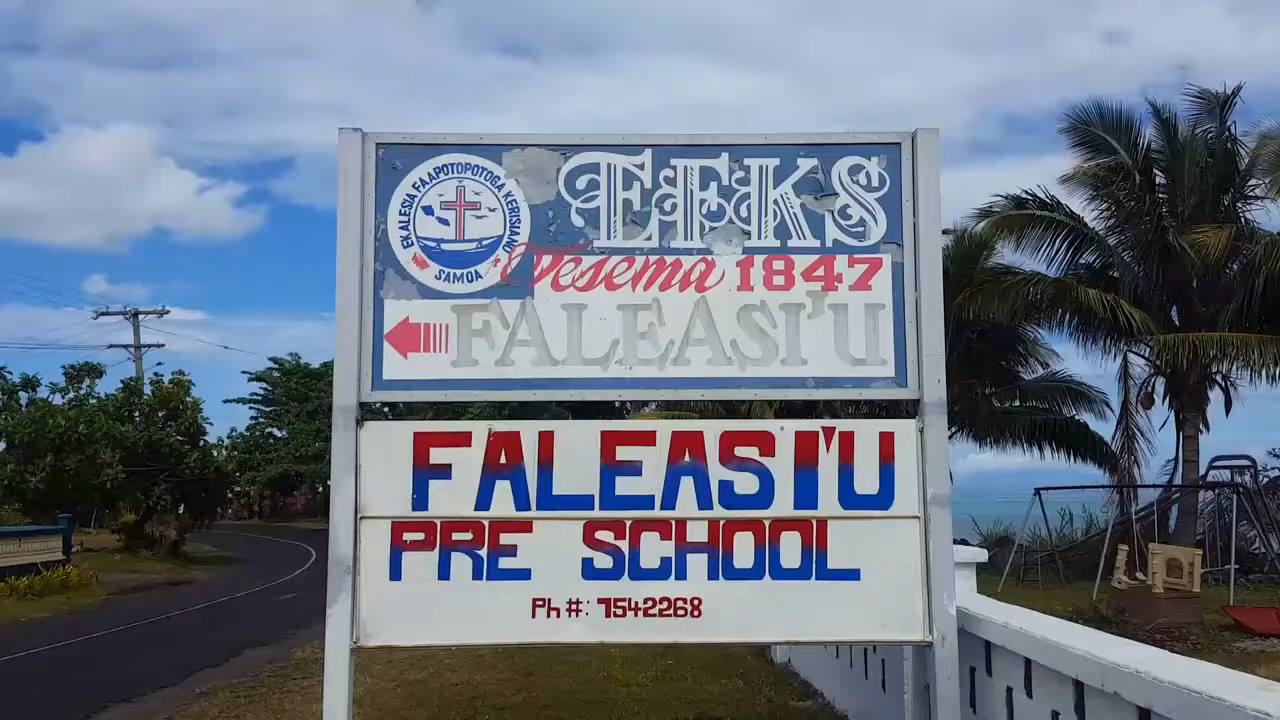 EKALESIA FAAPOTOPOTOGA KERISIANO
SAMOA
EFKS
Tesema 1847
FALEASI'U
FALEASI'U
PRE SCHOOL
Ph #: 7542268